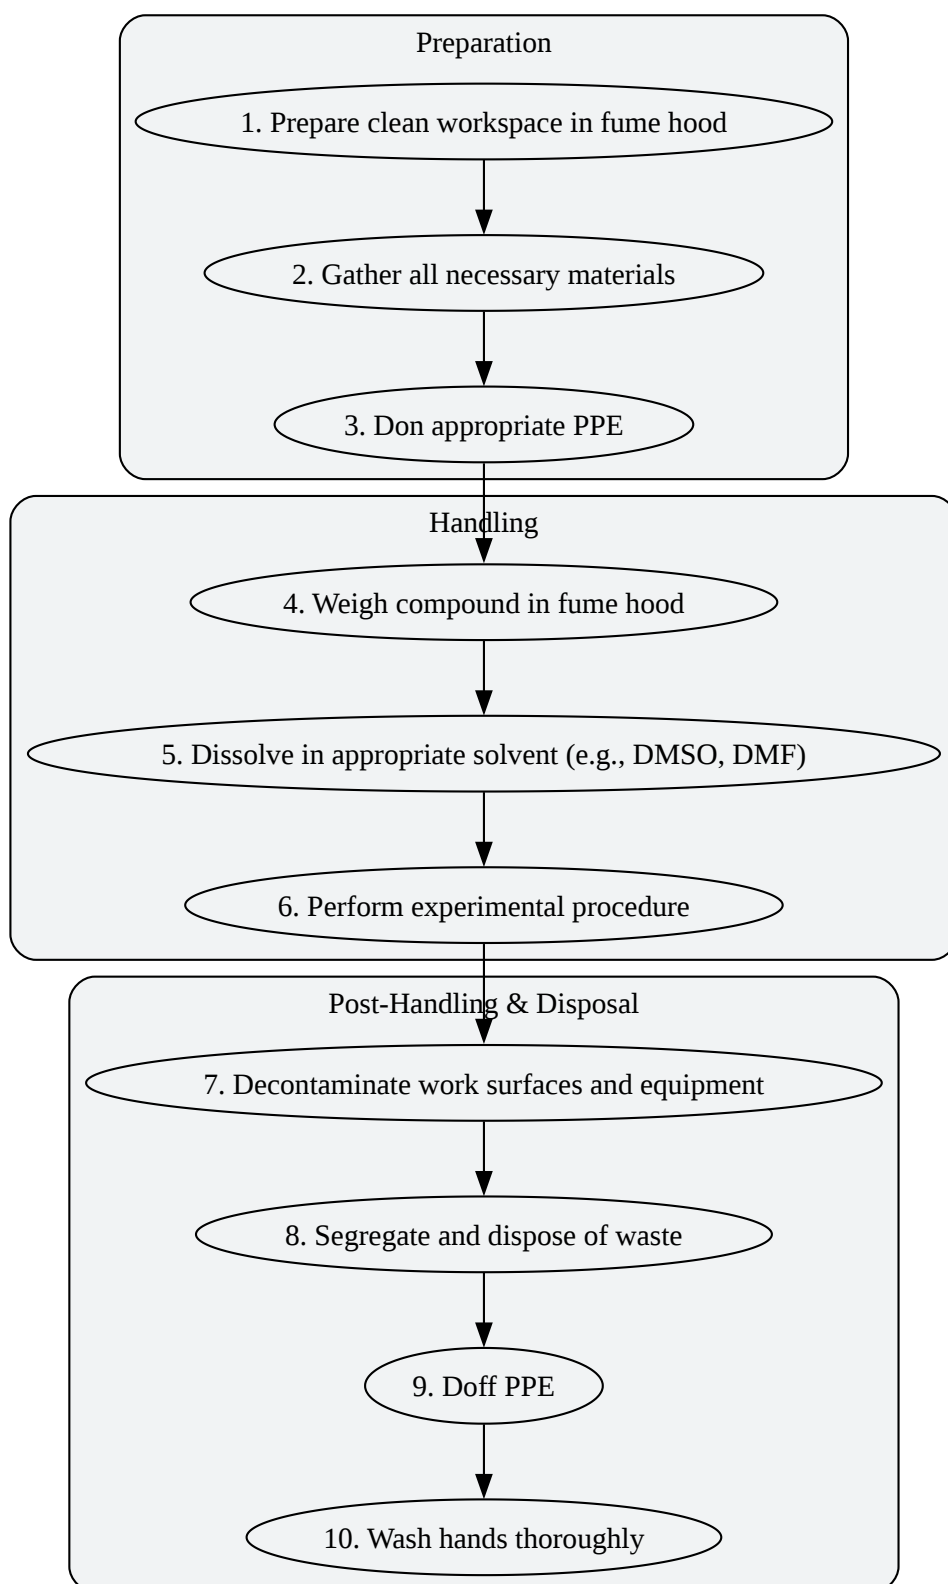 Preparation
1. Prepare clean workspace in fume hood
2. Gather all necessary materials
3. Don appropriate PPE
Handling
4. Weigh compound in fume hood
5. Dissolve in appropriate solvent (e.g., DMSO, DMF)
6. Perform experimental procedure
Post-Handling & Disposal
7. Decontaminate work surfaces and equipment
8. Segregate and dispose of waste
9. Doff PPE
10. Wash hands thoroughly